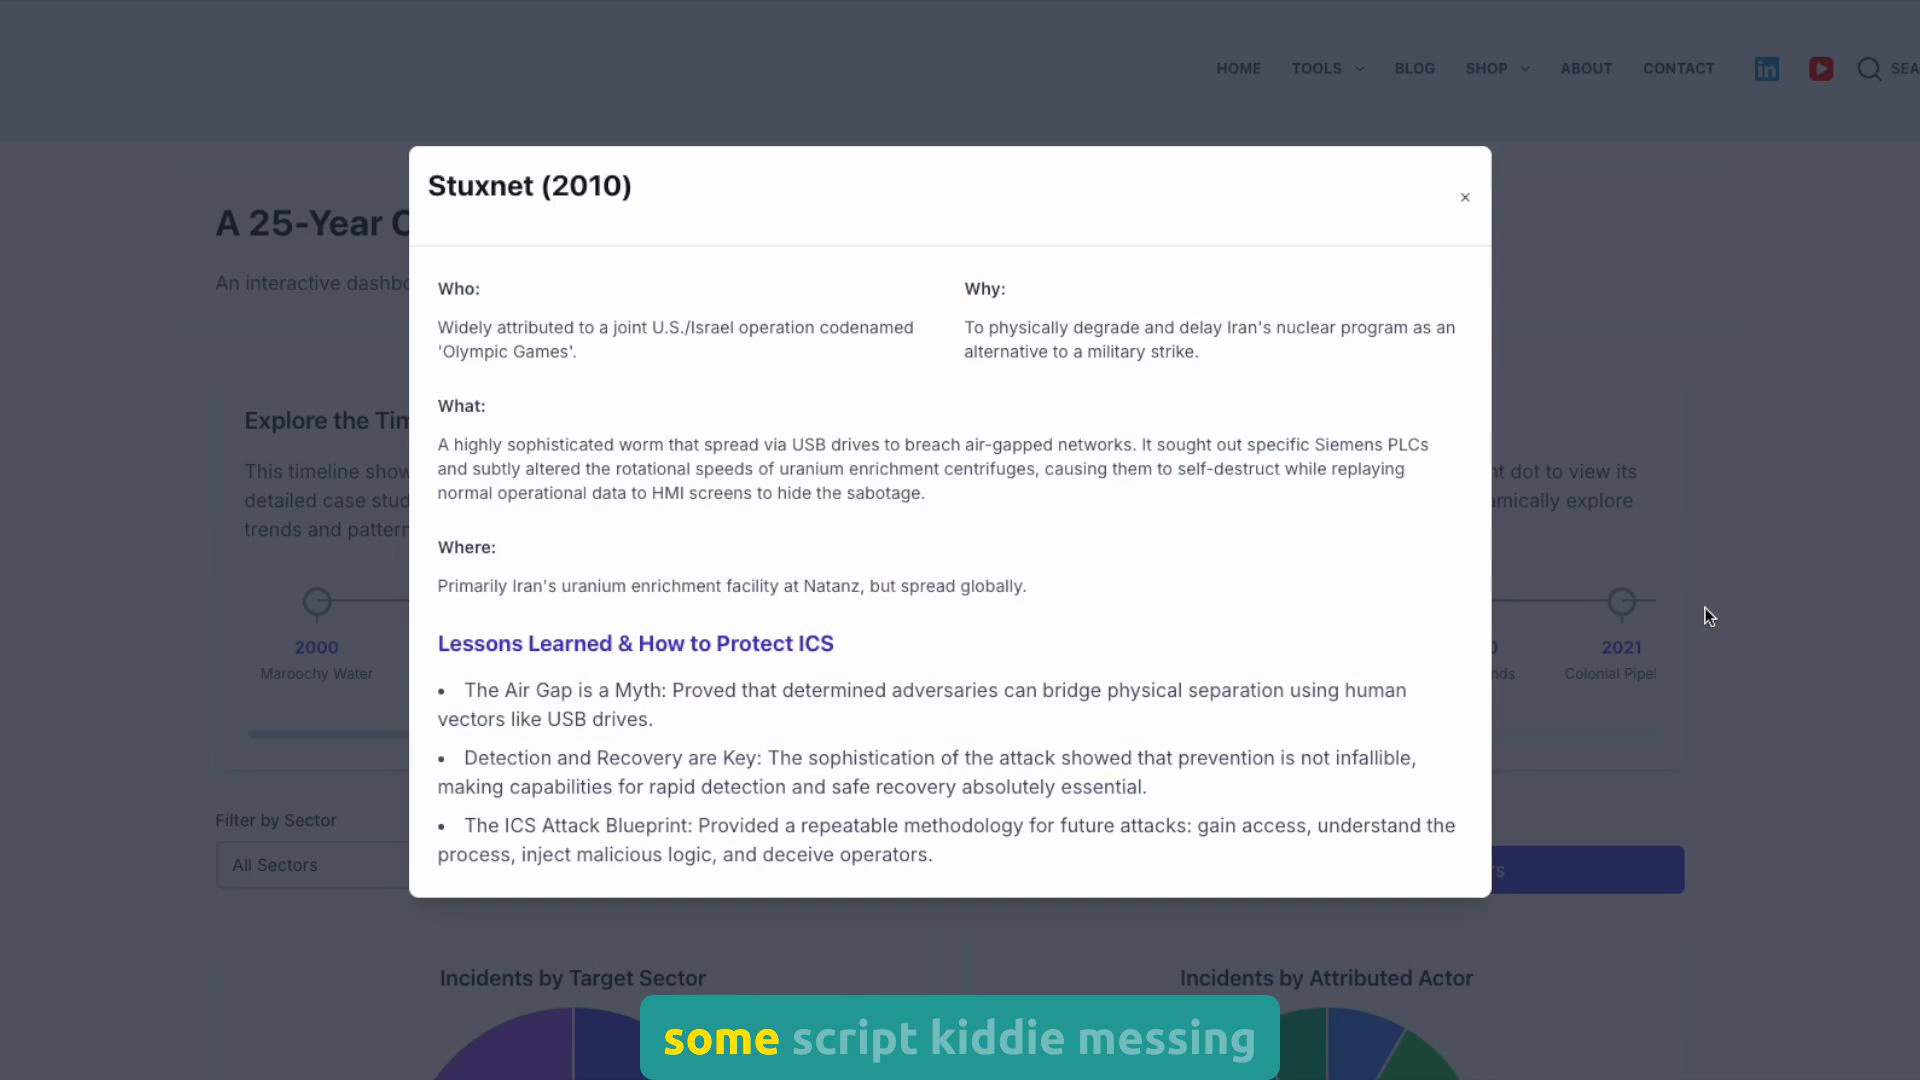 HOME TOOLS BLOG SHOP ABOUT CONTACT SEA
A 25-Year C
An interactive dashbo
Stuxnet (2010)
×
Who:
Widely attributed to a joint U.S./Israel operation codenamed
'Olympic Games'.
Why:
To physically degrade and delay Iran's nuclear program as an
alternative to a military strike.
What:
A highly sophisticated worm that spread via USB drives to breach air-gapped networks. It sought out specific Siemens PLCs
and subtly altered the rotational speeds of uranium enrichment centrifuges, causing them to self-destruct while replaying
normal operational data to HMI screens to hide the sabotage.
Where:
Primarily Iran's uranium enrichment facility at Natanz, but spread globally.
Lessons Learned & How to Protect ICS
• The Air Gap is a Myth: Proved that determined adversaries can bridge physical separation using human
vectors like USB drives.
• Detection and Recovery are Key: The sophistication of the attack showed that prevention is not infallible,
making capabilities for rapid detection and safe recovery absolutely essential.
• The ICS Attack Blueprint: Provided a repeatable methodology for future attacks: gain access, understand the
process, inject malicious logic, and deceive operators.
Explore the Tim
This timeline show
nt dot to view its
detailed case stud
amically explore
trends and pattern
2000
Maroochy Water
0
nds
2021
Colonial Pipel
Filter by Sector
All Sectors
rs
Incidents by Target Sector
Incidents by Attributed Actor
some script kiddie messing